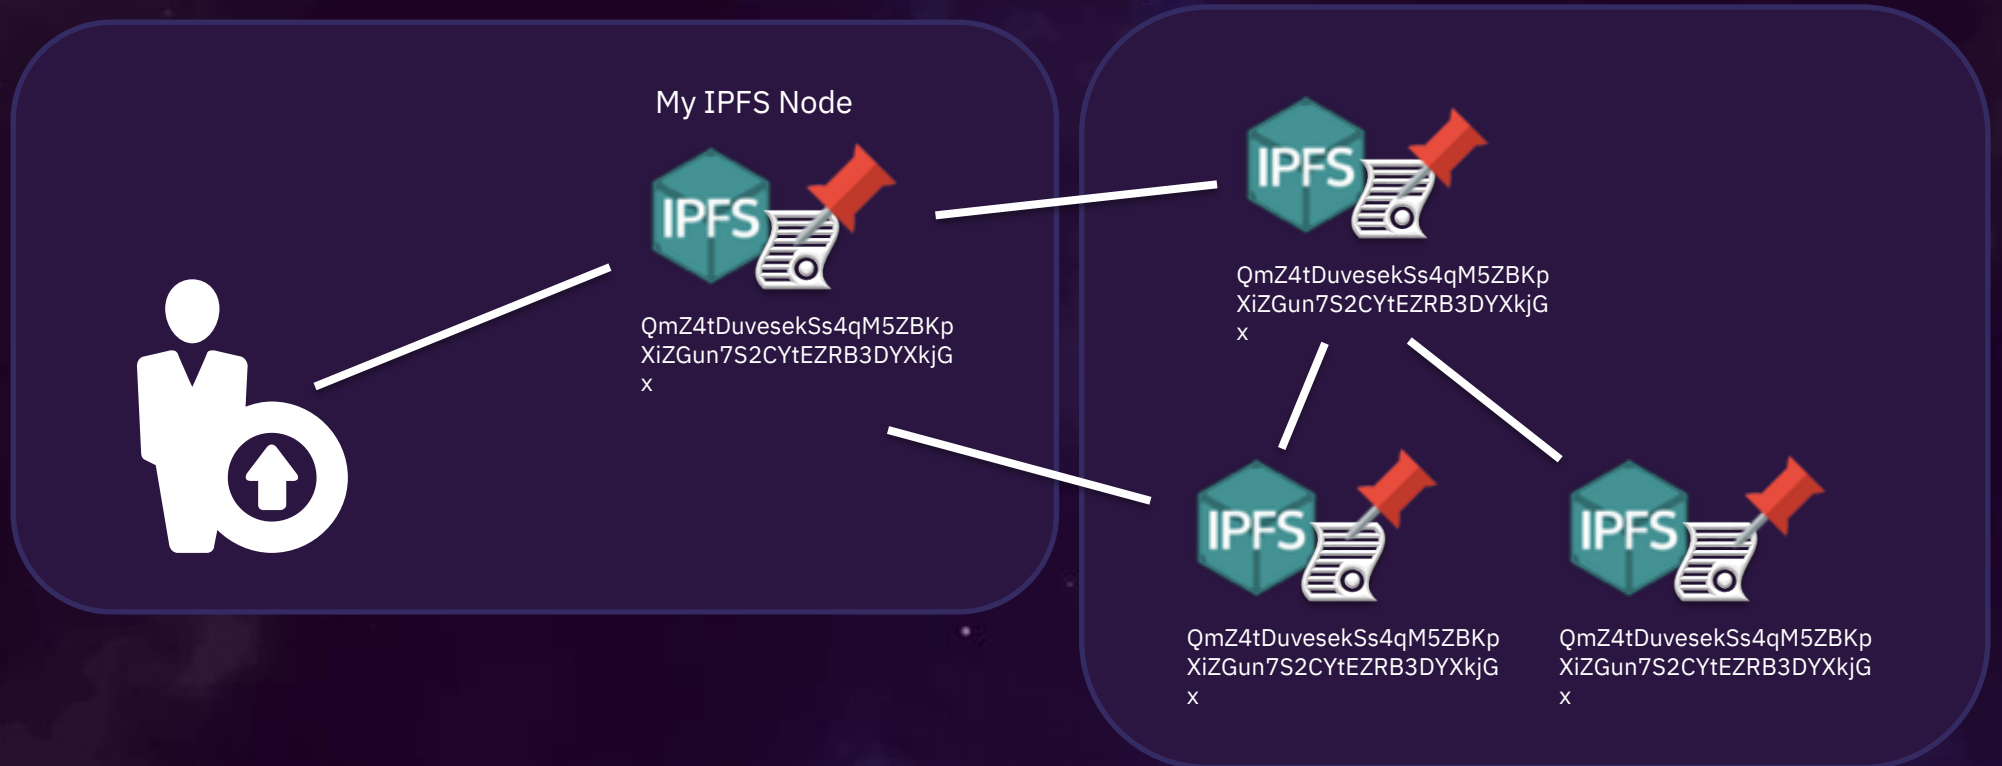 My IPFS Node
IPFS
QmZ4tDuvesekSs4qM5ZBKp
XiZGun7S2CYtEZRB3DYXkjG
x
IPFS
QmZ4tDuvesekSs4qM5ZBKp
XiZGun7S2CYtEZRB3DYXkjG
x
IPFS
QmZ4tDuvesekSs4qM5ZBKp
XiZGun7S2CYtEZRB3DYXkjG
x
IPFS
QmZ4tDuvesekSs4qM5ZBKp
XiZGun7S2CYtEZRB3DYXkjG
x